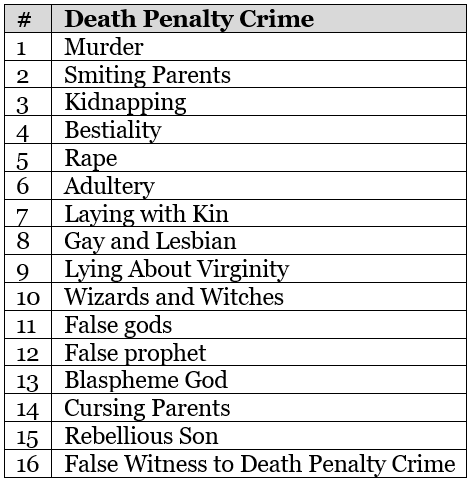 # Death Penalty Crime
1 Murder
2 Smiting Parents
3 Kidnapping
4 Bestiality
5 Rape
6 Adultery
7 Laying with Kin
8 Gay and Lesbian
9 Lying About Virginity
10 Wizards and Witches
11 False gods
12 False prophet
13 Blaspheme God
14 Cursing Parents
15 Rebellious Son
16 False Witness to Death Penalty Crime